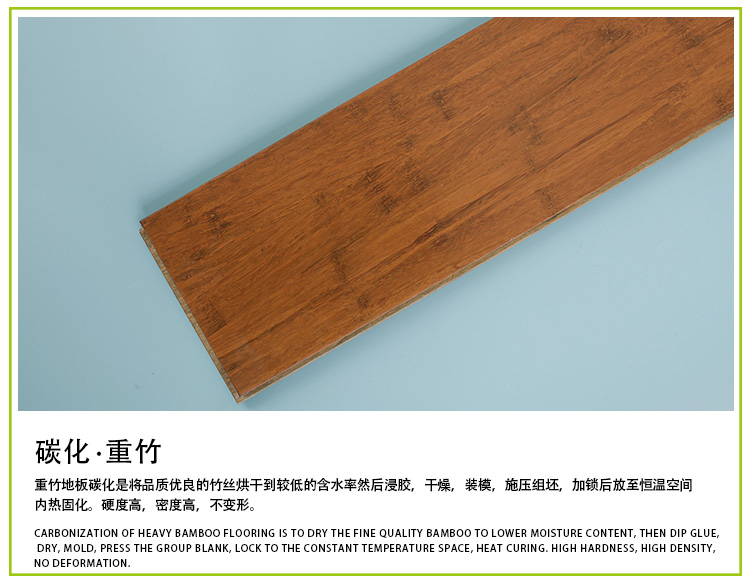 碳化·重竹
重竹地板碳化是将品质优良的竹丝烘干到较低的含水率然后浸胶，干燥，装模，施压组坯，加锁后放至恒温空间
内热固化。硬度高，密度高，不变形。
CARBONIZATION OF HEAVY BAMBOO FLOORING IS TO DRY THE FINE QUALITY BAMBOO TO LOWER MOISTURE CONTENT, THEN DIP GLUE,
DRY, MOLD, PRESS THE GROUP BLANK, LOCK TO THE CONSTANT TEMPERATURE SPACE, HEAT CURING. HIGH HARDNESS, HIGH DENSITY,
NO DEFORMATION.